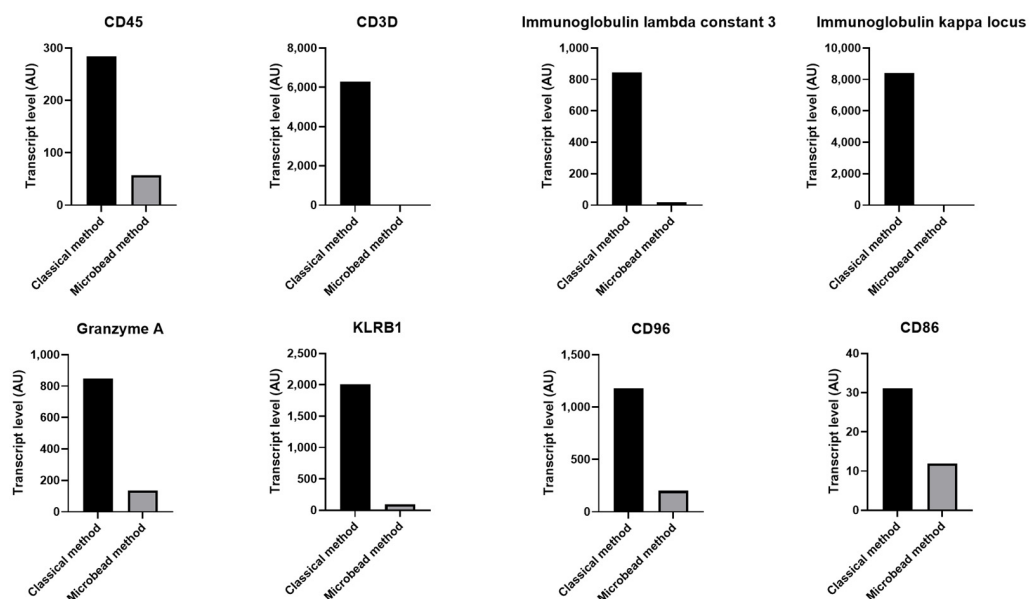 CD45
Transcript level (AU)
300
200
100
0
Classical method
Microbead method
CD3D
Transcript level (AU)
8,000
6,000
4,000
2,000
0
Classical method
Microbead method
Immunoglobulin lambda constant 3
Transcript level (AU)
1,000
800
600
400
200
0
Classical method
Microbead method
Immunoglobulin kappa locus
Transcript level (AU)
10,000
8,000
6,000
4,000
2,000
0
Classical method
Microbead method
Granzyme A
Transcript level (AU)
1,000
800
600
400
200
0
Classical method
Microbead method
KLRB1
Transcript level (AU)
2,500
2,000
1,500
1,000
500
0
Classical method
Microbead method
CD96
Transcript level (AU)
1,500
1,000
500
0
Classical method
Microbead method
CD86
Transcript level (AU)
40
30
20
10
0
Classical method
Microbead method